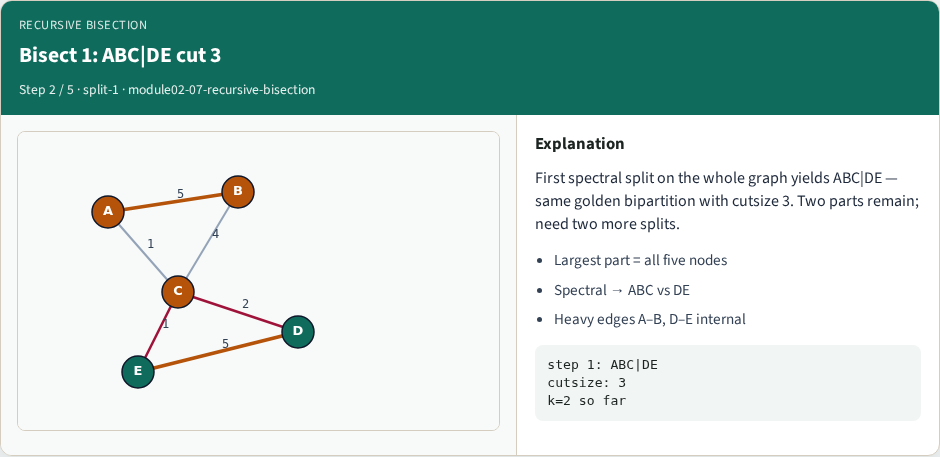 RECURSIVE BISECTION
Bisect 1: ABC|DE cut 3
Step 2 / 5 · split-1 · module02-07-recursive-bisection
A
B
C
D
E
5
1
4
2
1
5
Explanation
First spectral split on the whole graph yields ABC|DE —
same golden bipartition with cutsize 3. Two parts remain;
need two more splits.
• Largest part = all five nodes
• Spectral → ABC vs DE
• Heavy edges A–B, D–E internal
step 1: ABC|DE
cutsize: 3
k=2 so far